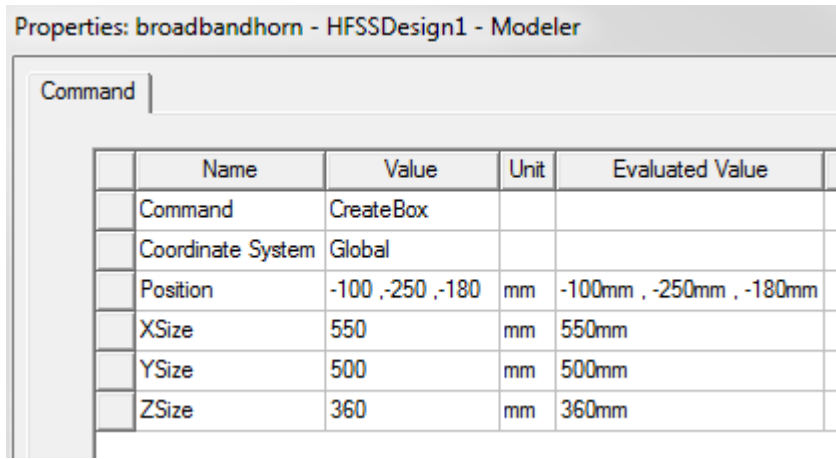 Properties: broadbandhorn - HFSSDesign1 - Modeler
Command
Name Value Unit Evaluated Value
Command CreateBox
Coordinate System Global
Position -100 ,-250 ,-180 mm -100mm , -250mm , -180mm
XSize 550 mm 550mm
YSize 500 mm 500mm
ZSize 360 mm 360mm